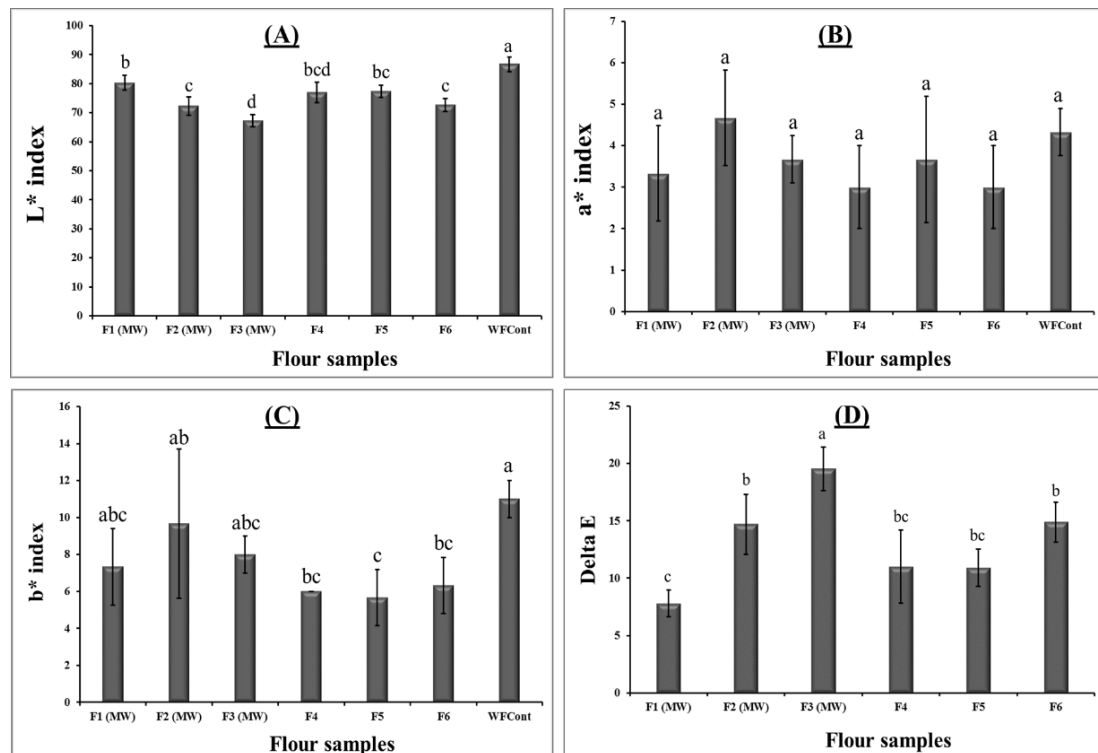 (A)
L* index
100
90
80
70
60
50
40
30
20
10
0
b
c
d
bcd
bc
c
a
F1 (MW) F2 (MW) F3 (MW) F4 F5 F6 WFCont
Flour samples
(B)
a* index
7
6
5
4
3
2
1
0
a
a
a
a
a
a
a
F1 (MW) F2 (MW) F3 (MW) F4 F5 F6 WFCont
Flour samples
(C)
b* index
16
14
12
10
8
6
4
2
0
abc
ab
abc
bc
c
bc
a
F1 (MW) F2 (MW) F3 (MW) F4 F5 F6 WFCont
Flour samples
(D)
Delta E
25
20
15
10
5
0
c
b
a
bc
bc
b
F1 (MW) F2 (MW) F3 (MW) F4 F5 F6
Flour samples